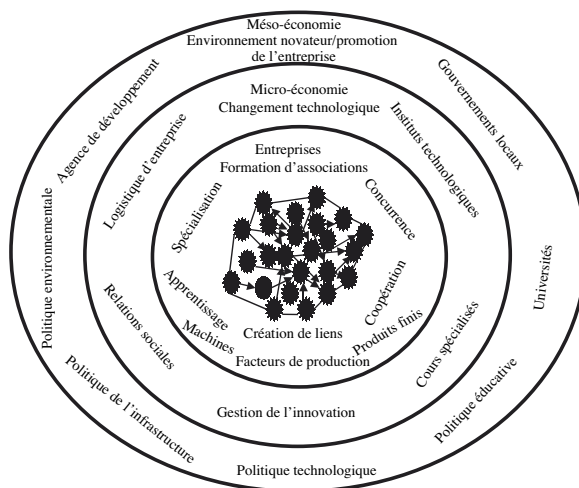 Méso-économie
Environnement novateur/promotion
de l'entreprise
Agence de développement
Gouvernements locaux
Micro-économie
Changement technologique
Logistique d'entreprise
Instituts technologiques
Entreprises
Formation d'associations
Spécialisation
Concurrence
Politique environnementale
Universités
Apprentissage
Coopération
Machines
Création de liens
Produits finis
Facteurs de production
Relations sociales
Cours spécialisés
Gestion de l'innovation
Politique de l'infrastructure
Politique éducative
Politique technologique